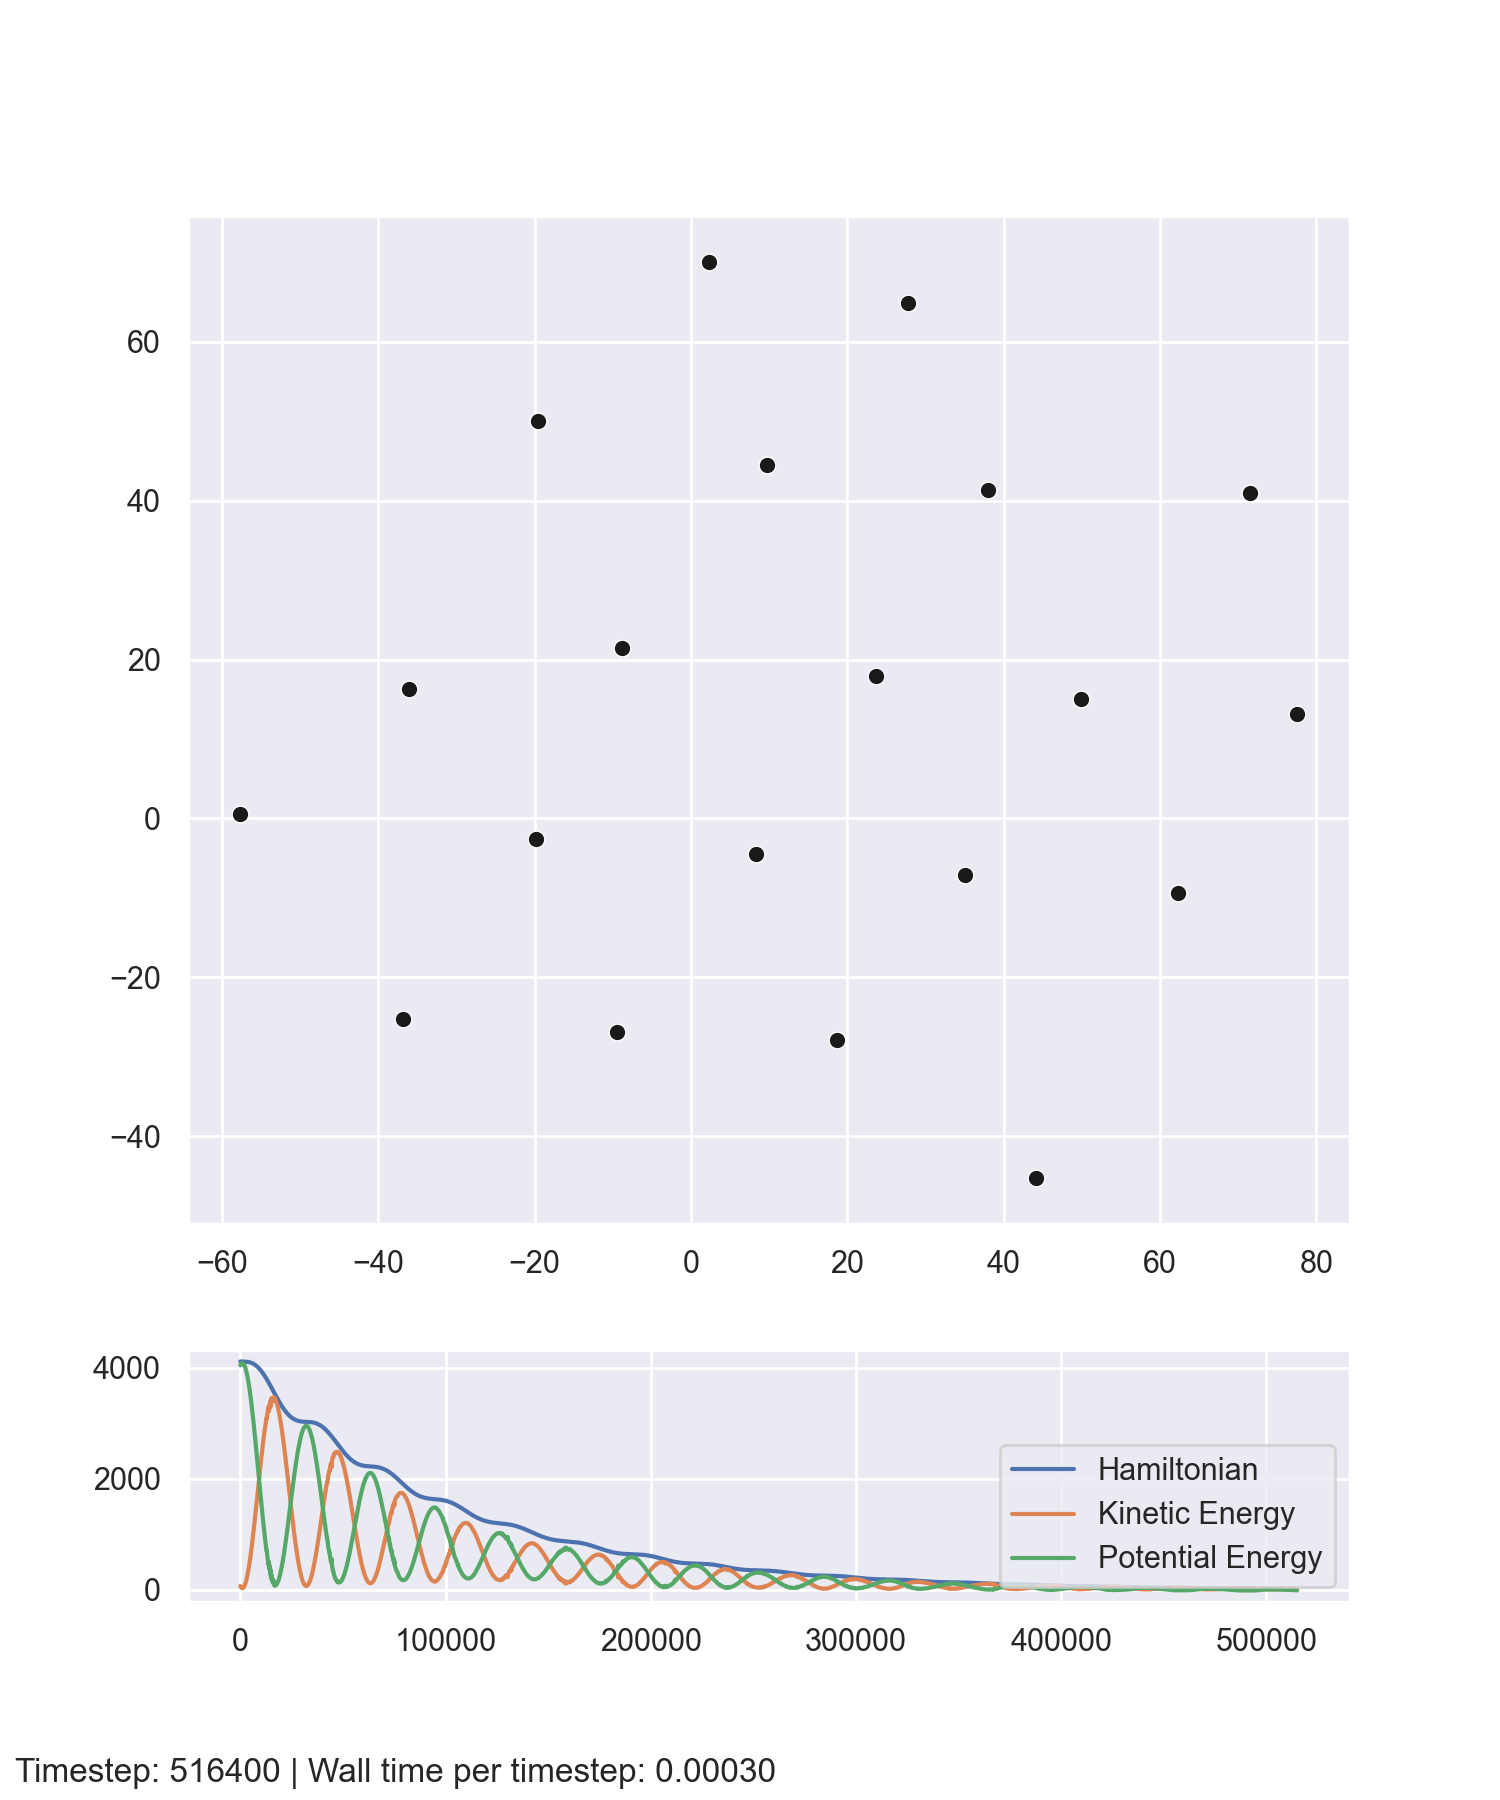 60
40
20
0
−20
−40
−60 −40 −20 0 20 40 60 80
4000
2000
0
Hamiltonian
Kinetic Energy
Potential Energy
0 100000 200000 300000 400000 500000
Timestep: 516400 | Wall time per timestep: 0.00030